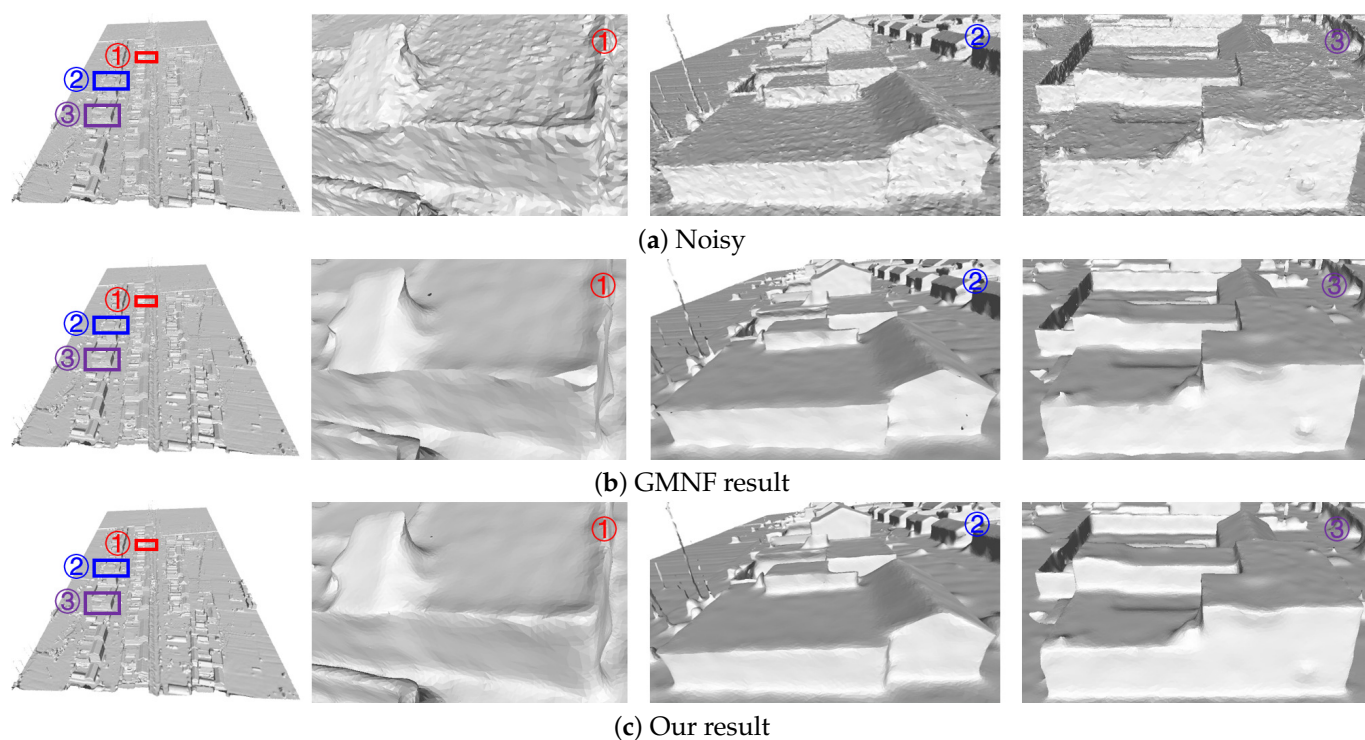 ① ② ③ ① ② ③
(a) Noisy
① ② ③ ① ② ③
(b) GMNF result
① ② ③ ① ② ③
(c) Our result